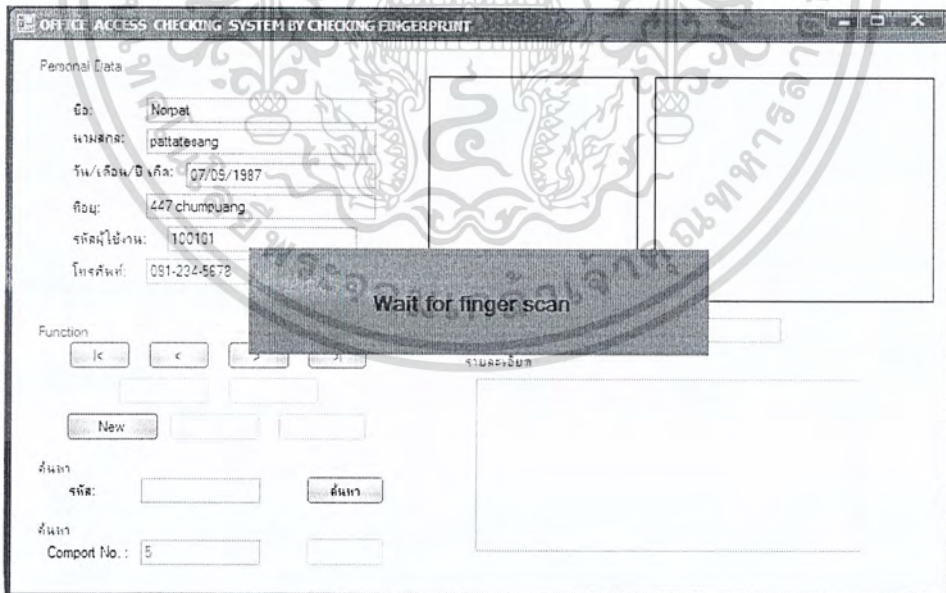 OFFICE ACCESS CHECKING SYSTEM BY CHECKING FINGERPRINT
Personal Data
ชื่อ: Norpat
นามสกุล: pattatesang
วัน/เดือน/ปี เกิด: 07/05/1987
ที่อยู่: 447 chumpuang
รหัสผู้ใช้งาน: 100101
โทรศัพท์: 091-234-5678
Wait for finger scan
Function
|< < > >|
รายละเอียด
New
ค้นหา
รหัส: ค้นหา
ค้นหา
Comport No. : 5